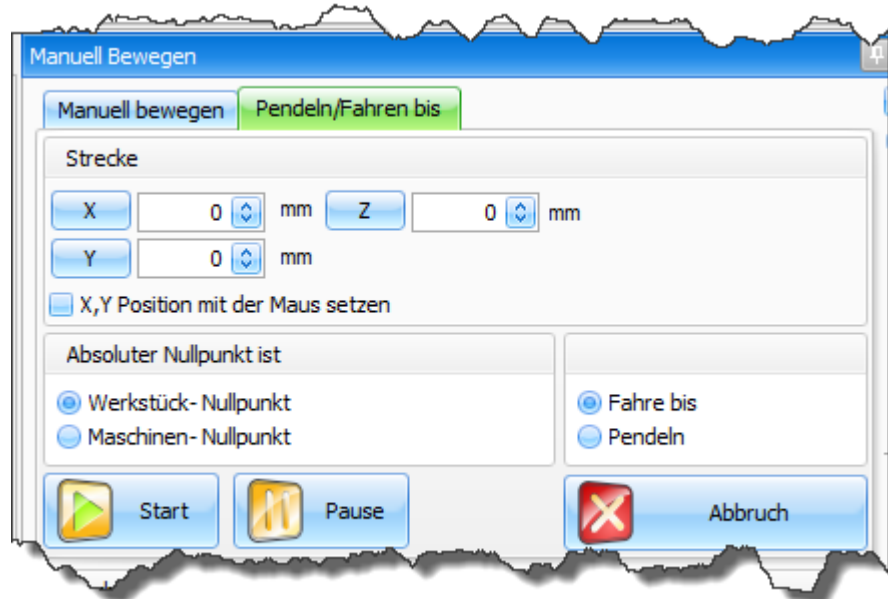 Manuell Bewegen
Manuell bewegen Pendeln/Fahren bis
Strecke
X 0 mm Z 0 mm
Y 0 mm
X,Y Position mit der Maus setzen
Absoluter Nullpunkt ist
Werkstück- Nullpunkt Fahre bis
Maschinen- Nullpunkt Pendeln
Start Pause Abbruch